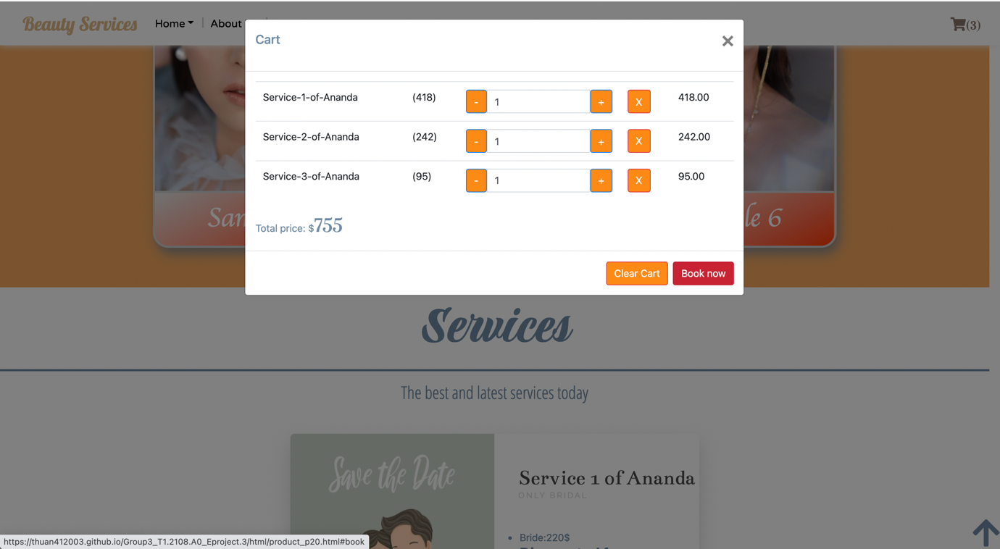 Beauty Services Home About (3)
Cart ×
Service-1-of-Ananda (418) - 1 + X 418.00
Service-2-of-Ananda (242) - 1 + X 242.00
Service-3-of-Ananda (95) - 1 + X 95.00
Total price: $755
Clear Cart Book now
le 6
Services
The best and latest services today
Save the Date
Service 1 of Ananda
ONLY BRIDAL
• Bride:220$
https://thuan412003.github.io/Group3_T1.2108.A0_Eproject.3/html/product_p20.html#book